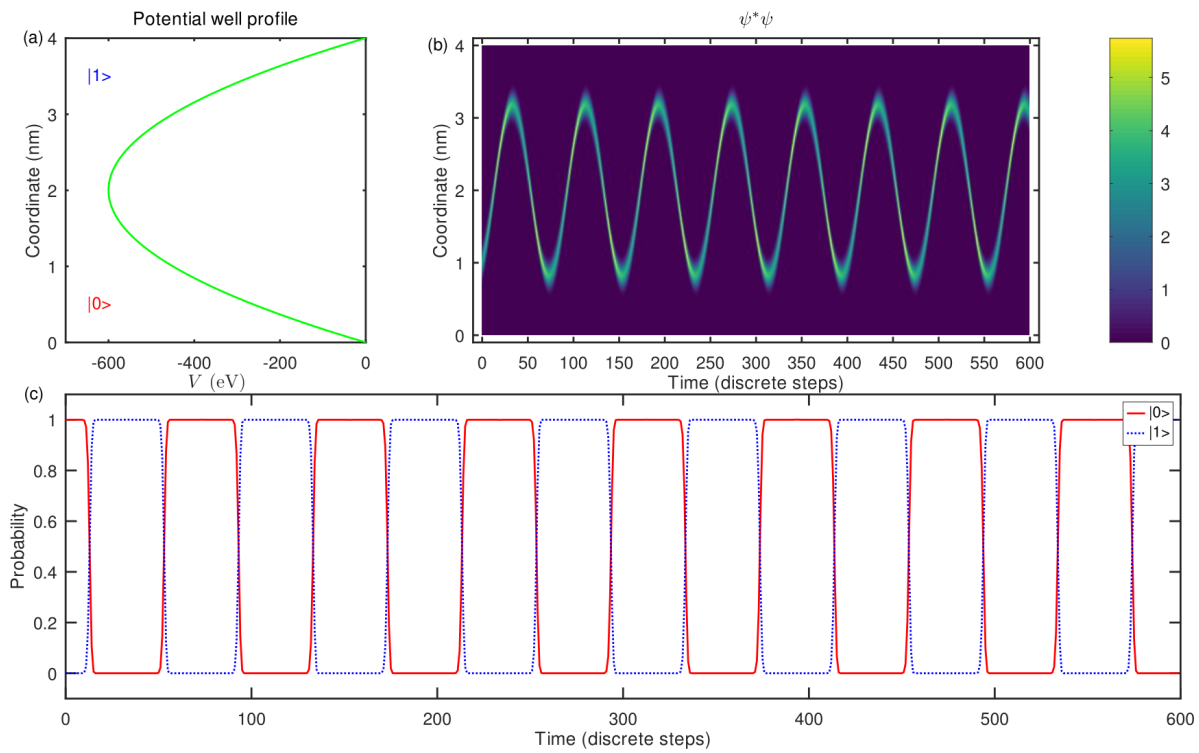 Potential well profile
(a)
4
3
2
1
0
|1>
|0>
Coordinate (nm)
-600 -400 -200 0
V (eV)
ψ*ψ
(b)
4
3
2
1
0
Coordinate (nm)
0 50 100 150 200 250 300 350 400 450 500 550 600
Time (discrete steps)
5
4
3
2
1
0
(c)
1
0.8
0.6
0.4
0.2
0
Probability
|0>
|1>
0 100 200 300 400 500 600
Time (discrete steps)